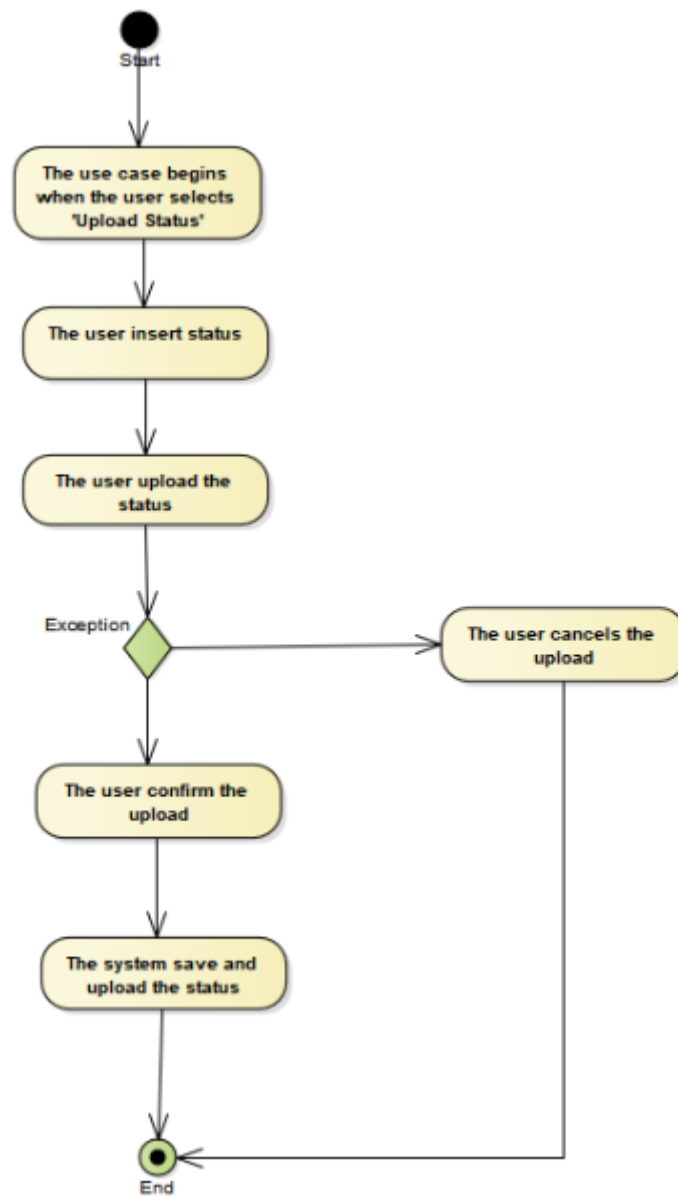 Start
The use case begins
when the user selects
'Upload Status'
The user insert status
The user upload the
status
Exception
The user cancels the
upload
The user confirm the
upload
The system save and
upload the status
End